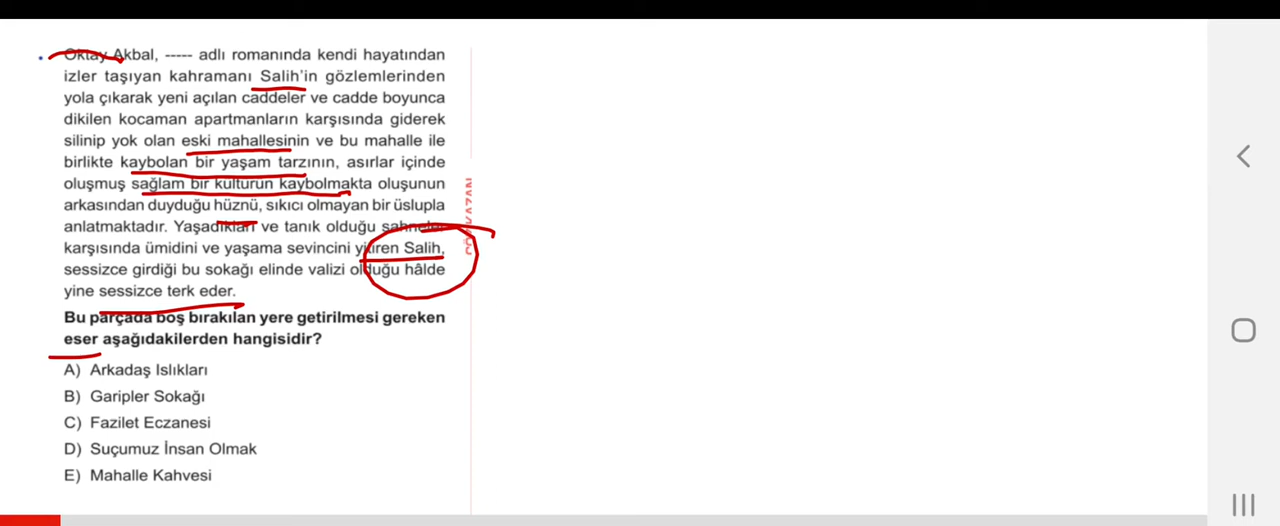 Oktay Akbal, ----- adlı romanında kendi hayatından
izler taşıyan kahramanı Salih'in gözlemlerinden
yola çıkarak yeni açılan caddeler ve cadde boyunca
dikilen kocaman apartmanların karşısında giderek
silinip yok olan eski mahallesinin ve bu mahalle ile
birlikte kaybolan bir yaşam tarzının, asırlar içinde
oluşmuş sağlam bir kültürün kaybolmakta oluşunun
arkasından duyduğu hüznü, sıkıcı olmayan bir üslupla
anlatmaktadır. Yaşadıkları ve tanık olduğu sahneler
karşısında ümidini ve yaşama sevincini yitiren Salih,
sessizce girdiği bu sokağı elinde valizi olduğu hâlde
yine sessizce terk eder.
Bu parçada boş bırakılan yere getirilmesi gereken
eser aşağıdakilerden hangisidir?
A) Arkadaş Islıkları
B) Garipler Sokağı
C) Fazilet Eczanesi
D) Suçumuz İnsan Olmak
E) Mahalle Kahvesi